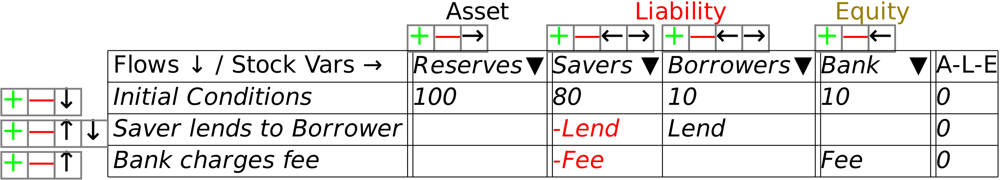 Asset Liability Equity
+ — → + — ← → + — ← → + — ←
Flows ↓ / Stock Vars → Reserves ▼ Savers ▼ Borrowers ▼ Bank ▼ A-L-E
+ — ↓ Initial Conditions 100 80 10 10 0
+ — ↑ ↓ Saver lends to Borrower -Lend Lend 0
+ — ↑ Bank charges fee -Fee Fee 0